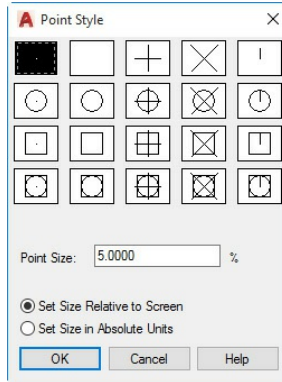 A Point Style
Point Size: 5.0000 %
Set Size Relative to Screen
Set Size in Absolute Units
OK Cancel Help